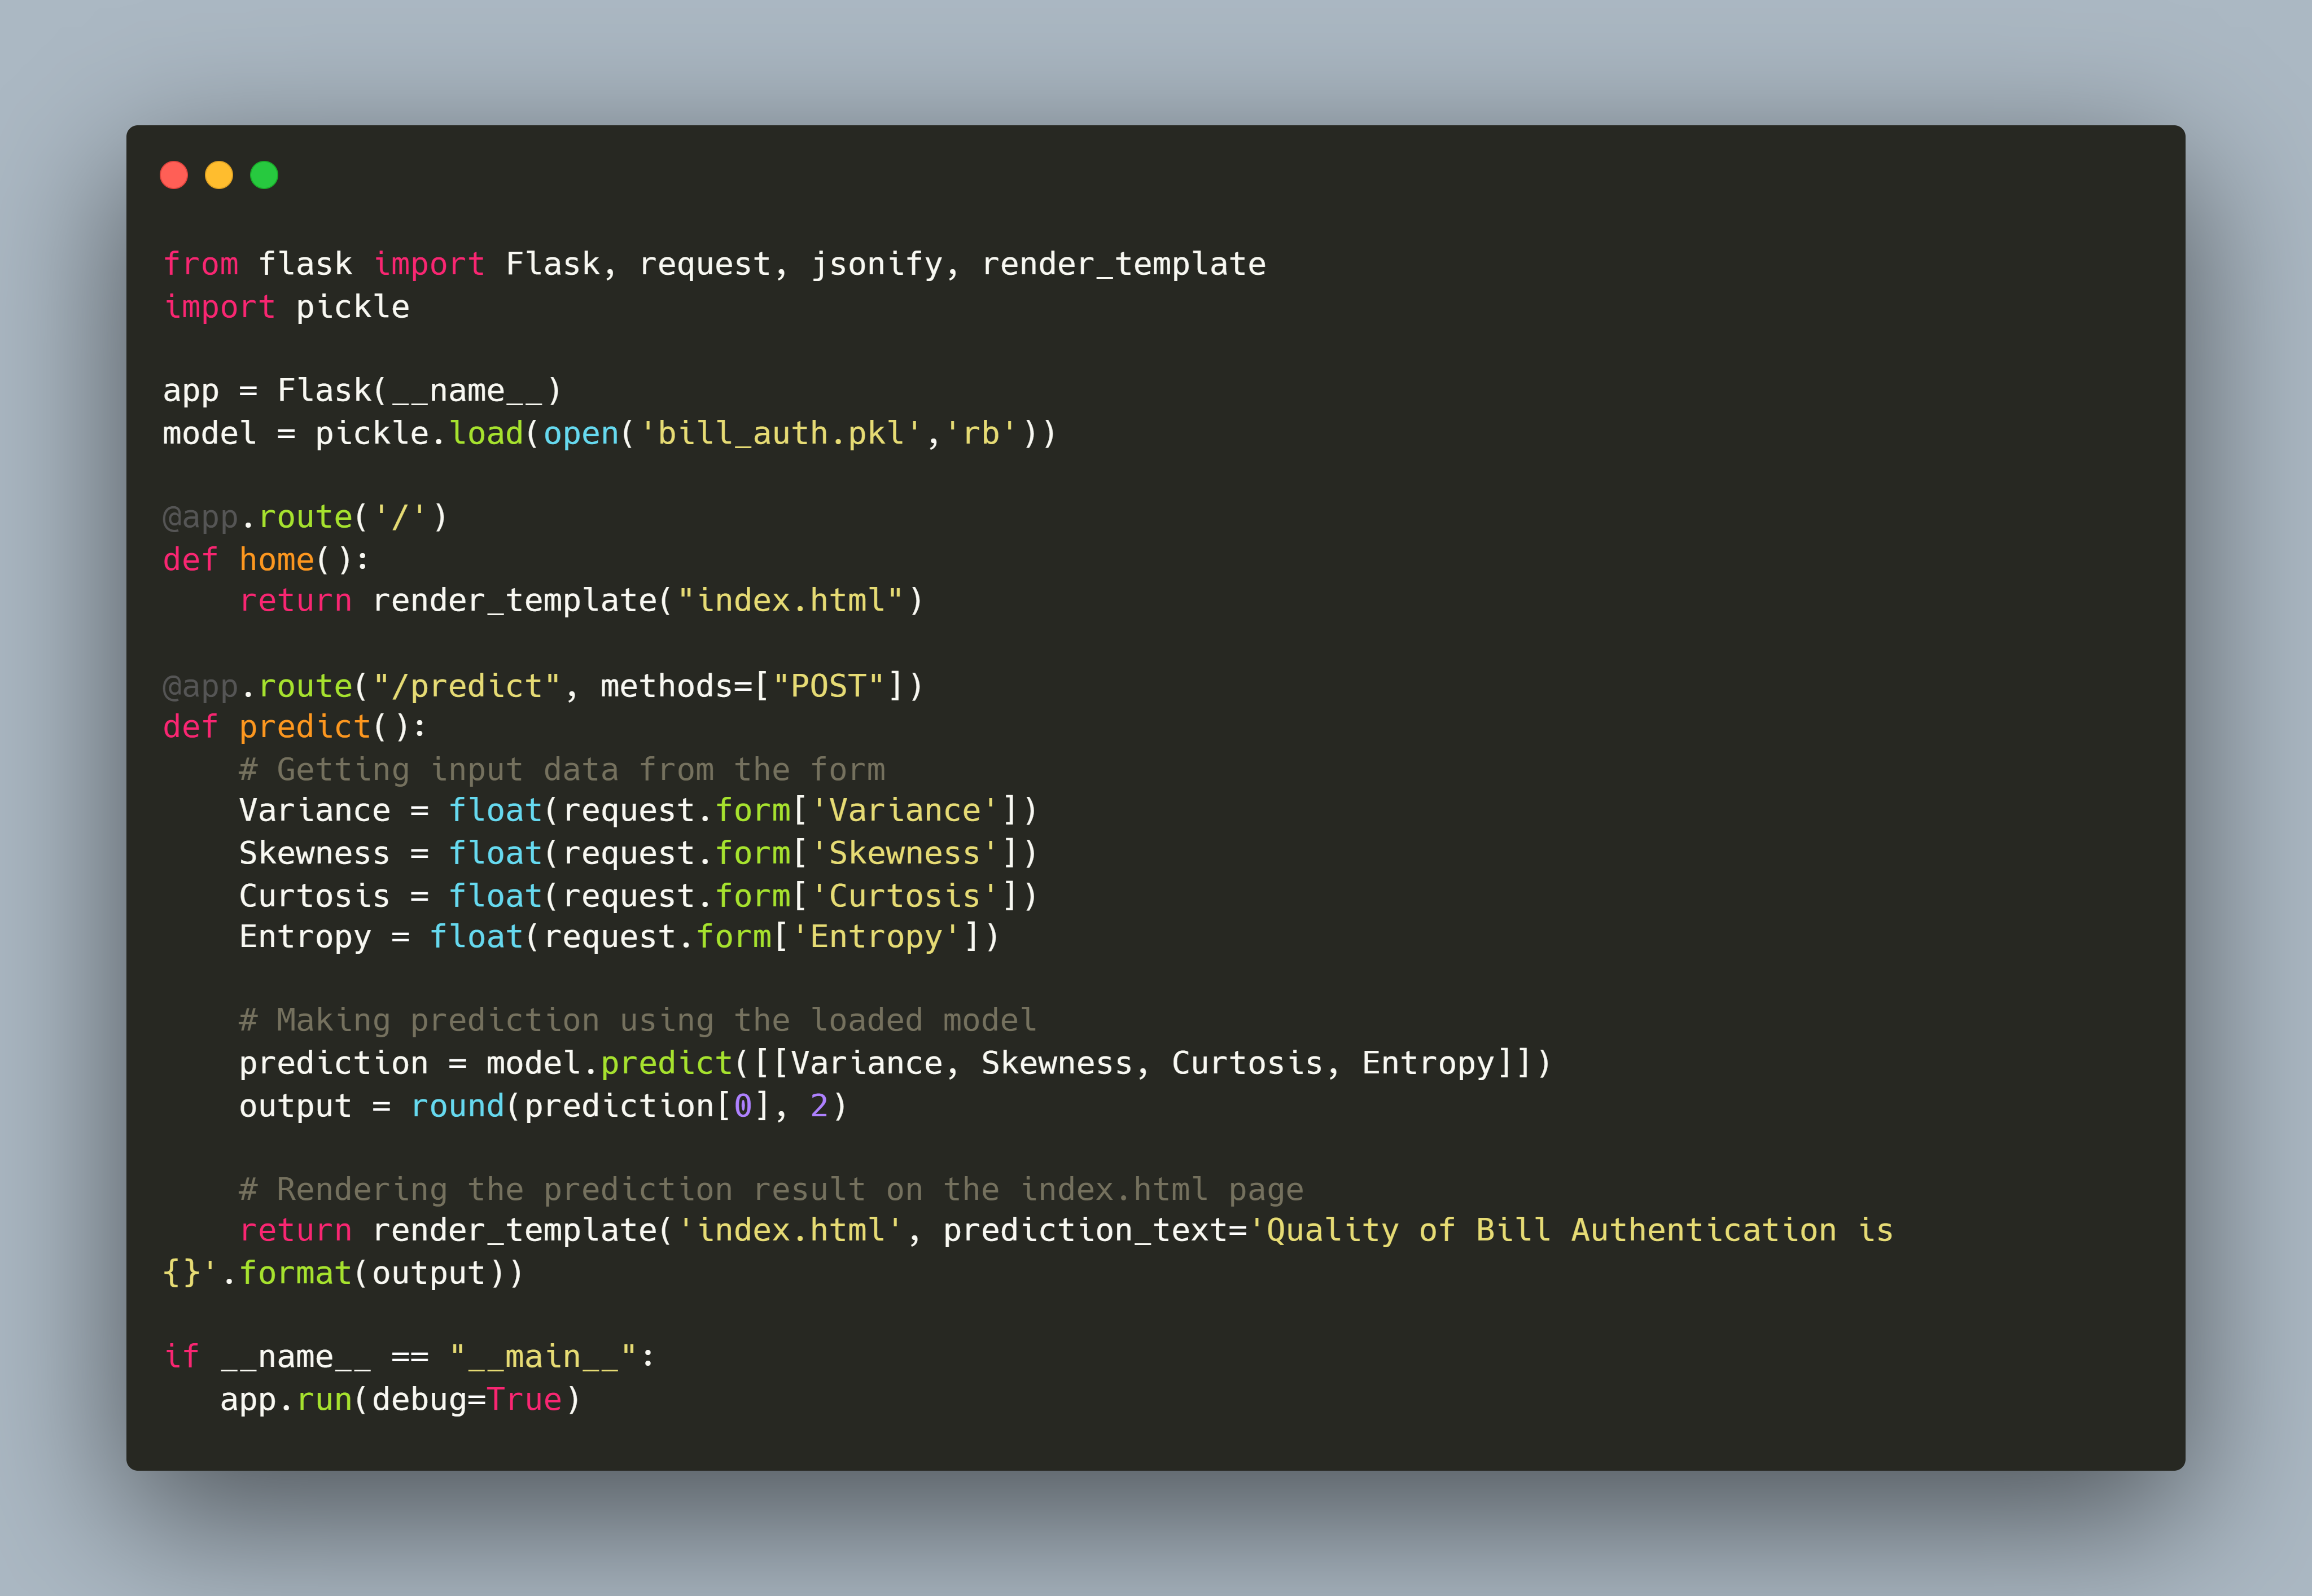 from flask import Flask, request, jsonify, render_template
import pickle

app = Flask(__name__)
model = pickle.load(open('bill_auth.pkl','rb'))

@app.route('/')
def home():
    return render_template("index.html")

@app.route("/predict", methods=["POST"])
def predict():
    # Getting input data from the form
    Variance = float(request.form['Variance'])
    Skewness = float(request.form['Skewness'])
    Curtosis = float(request.form['Curtosis'])
    Entropy = float(request.form['Entropy'])

    # Making prediction using the loaded model
    prediction = model.predict([[Variance, Skewness, Curtosis, Entropy]])
    output = round(prediction[0], 2)

    # Rendering the prediction result on the index.html page
    return render_template('index.html', prediction_text='Quality of Bill Authentication is
{}'.format(output))

if __name__ == "__main__":
   app.run(debug=True)